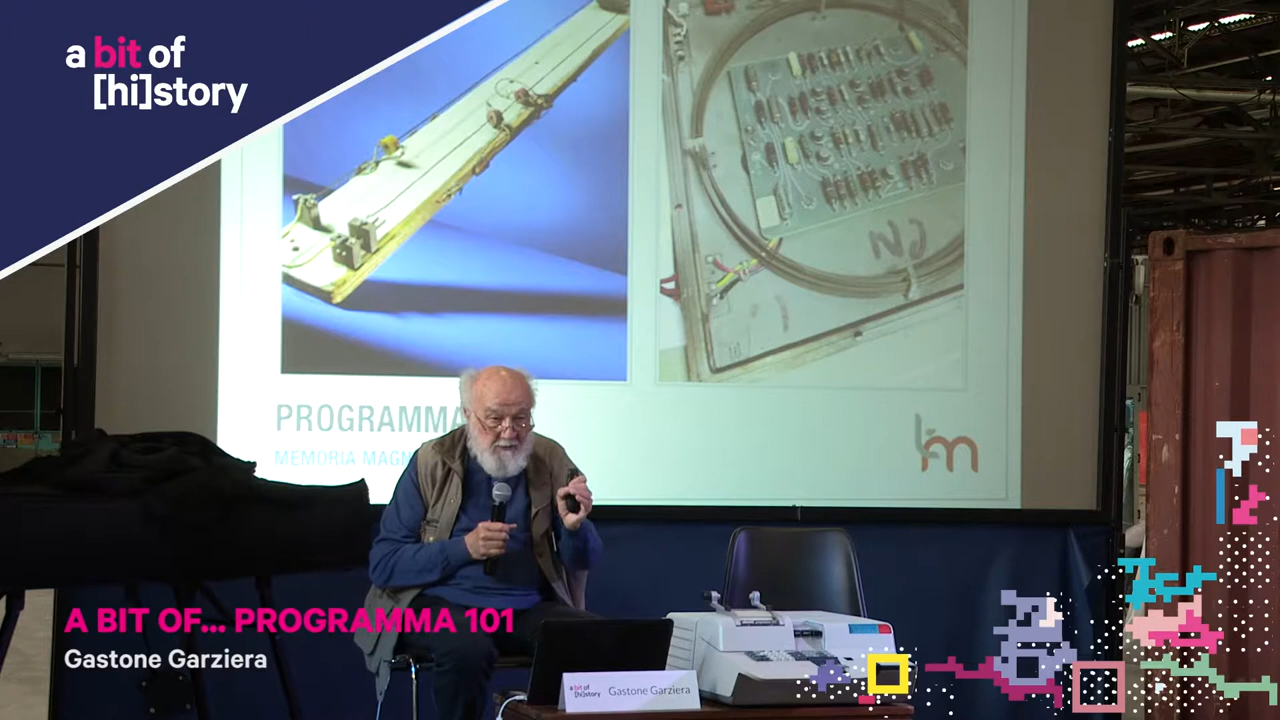 a bit of
[hi]story
NJ
PROGRAMMA
MEMORIA MAGN
A BIT OF... PROGRAMMA 101
Gastone Garziera
a bit of
[hi]story
Gastone Garziera